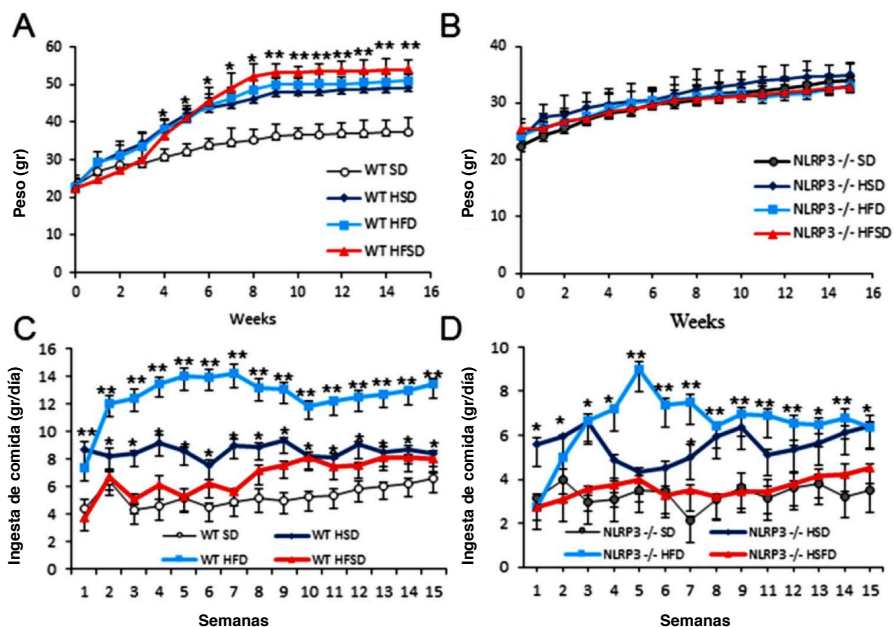 A
Peso (gr)
60
50
40
30
20
10
0
** ** ** ** ** ** **
*
*
*
*
*
WT SD
WT HSD
WT HFD
WT HFSD
0 2 4 6 8 10 12 14 16
Weeks
B
Peso (gr)
40
30
20
10
0
NLRP3 -/- SD
NLRP3 -/- HSD
NLRP3 -/- HFD
NLRP3 -/- HFSD
0 2 4 6 8 10 12 14 16
Weeks
C
Ingesta de comida (gr/día)
16
14
12
10
8
6
4
2
0
WT SD
WT HSD
WT HFD
WT HFSD
1 2 3 4 5 6 7 8 9 10 11 12 13 14 15
Semanas
D
Ingesta de comida (gr/día)
10
8
6
4
2
0
NLRP3 -/- SD
NLRP3 -/- HSD
NLRP3 -/- HFD
NLRP3 -/- HSFD
1 2 3 4 5 6 7 8 9 10 11 12 13 14 15
Semanas